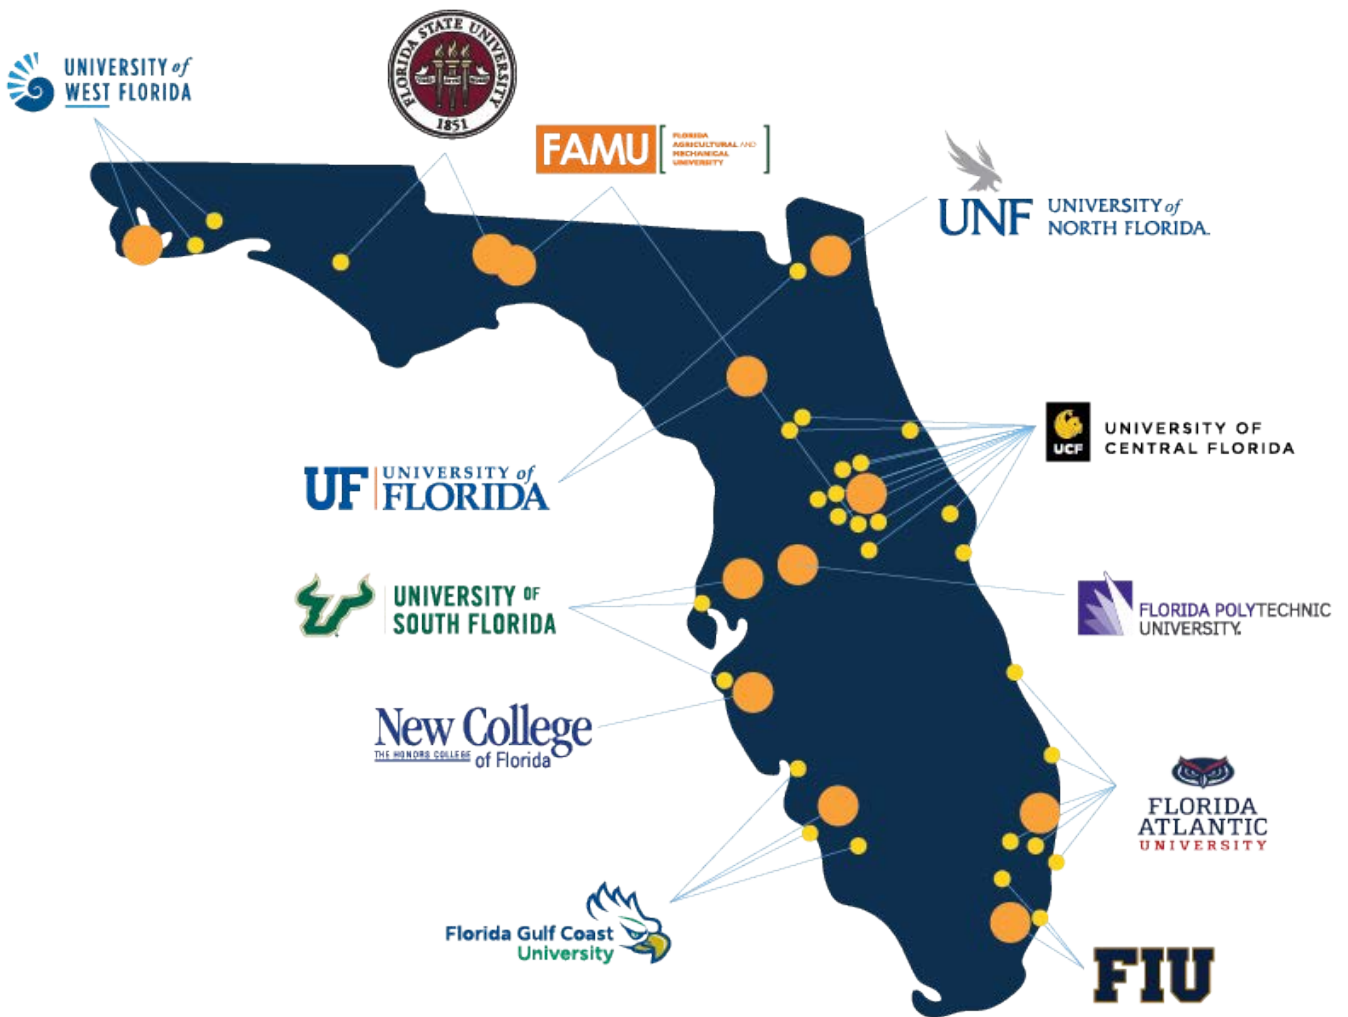 UNIVERSITY of
WEST FLORIDA
FLORIDA STATE UNIVERSITY
1851
FAMU
FLORIDA
AGRICULTURAL AND
MECHANICAL
UNIVERSITY
UNF
UNIVERSITY of
NORTH FLORIDA.
UCF
UNIVERSITY OF
CENTRAL FLORIDA
UF
UNIVERSITY of
FLORIDA
UNIVERSITY OF
SOUTH FLORIDA
FLORIDA POLYTECHNIC
UNIVERSITY.
New College
THE HONORS COLLEGE
of Florida
FLORIDA
ATLANTIC
UNIVERSITY
Florida Gulf Coast
University
FIU